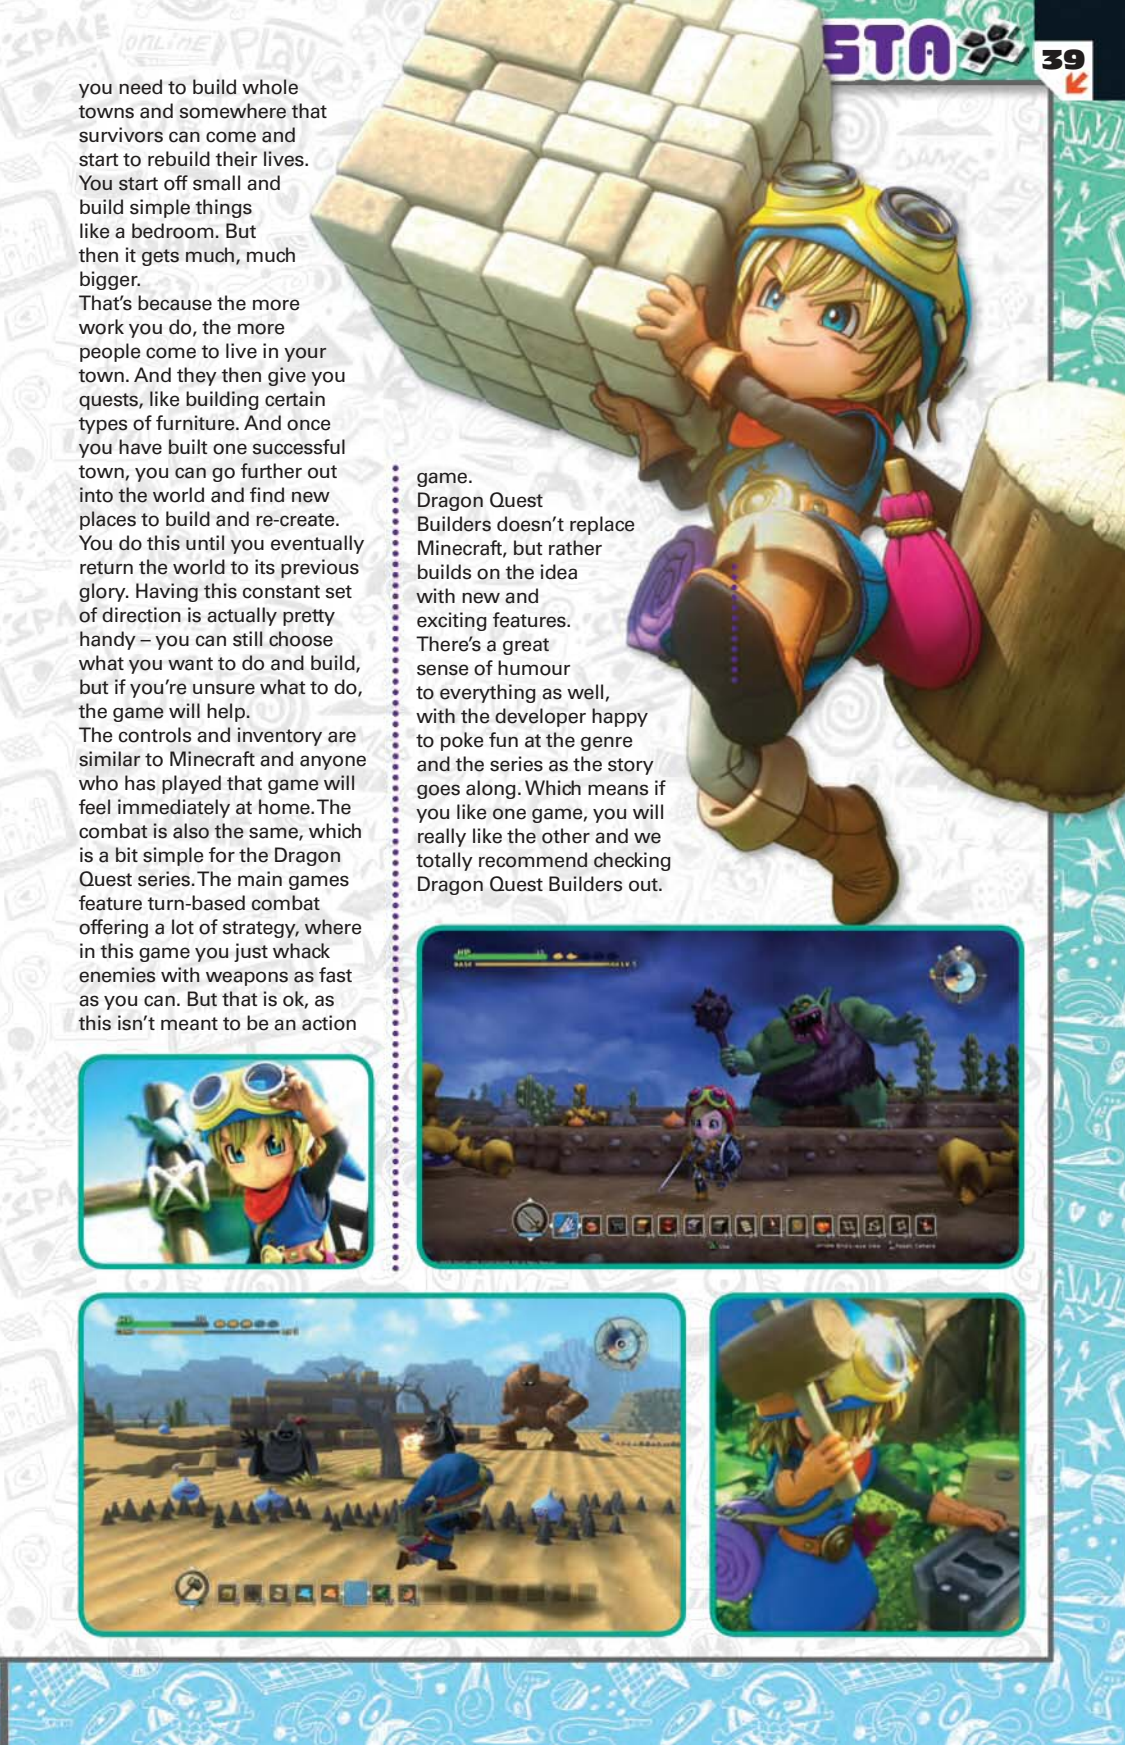 STA
39
you need to build whole
towns and somewhere that
survivors can come and
start to rebuild their lives.
You start off small and
build simple things
like a bedroom. But
then it gets much, much
bigger.
That's because the more
work you do, the more
people come to live in your
town. And they then give you
quests, like building certain
types of furniture. And once
you have built one successful
town, you can go further out
into the world and find new
places to build and re-create.
You do this until you eventually
return the world to its previous
glory. Having this constant set
of direction is actually pretty
handy – you can still choose
what you want to do and build,
but if you're unsure what to do,
the game will help.
The controls and inventory are
similar to Minecraft and anyone
who has played that game will
feel immediately at home. The
combat is also the same, which
is a bit simple for the Dragon
Quest series. The main games
feature turn-based combat
offering a lot of strategy, where
in this game you just whack
enemies with weapons as fast
as you can. But that is ok, as
this isn't meant to be an action
game.
Dragon Quest
Builders doesn't replace
Minecraft, but rather
builds on the idea
with new and
exciting features.
There's a great
sense of humour
to everything as well,
with the developer happy
to poke fun at the genre
and the series as the story
goes along. Which means if
you like one game, you will
really like the other and we
totally recommend checking
Dragon Quest Builders out.